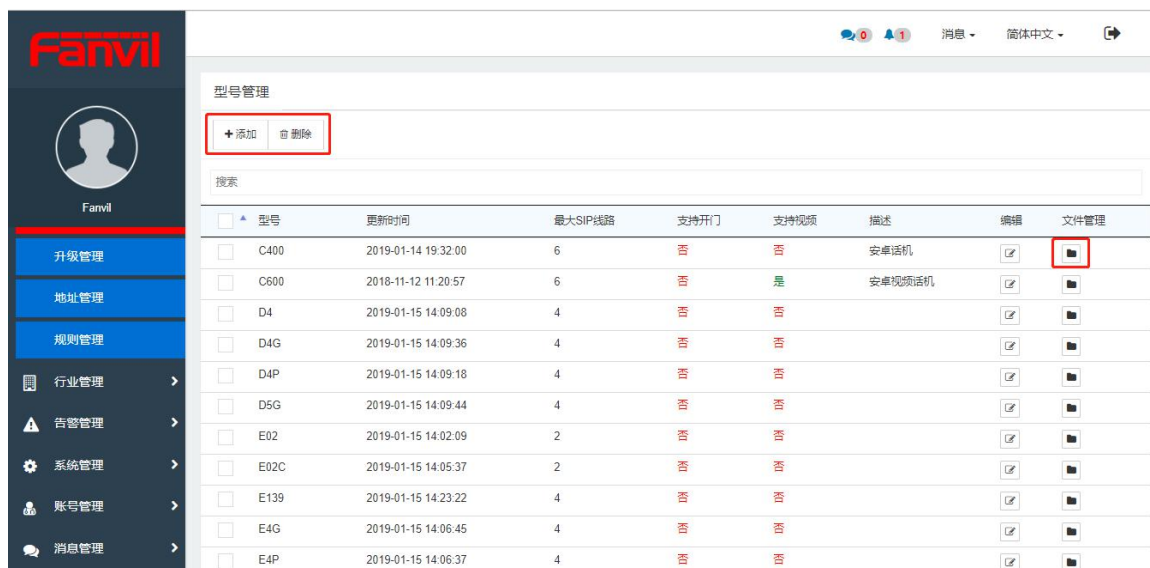 Fanvil
0 1 消息 简体中文
型号管理
添加 删除
搜索
Fanvil
型号 更新时间 最大SIP线路 支持开门 支持视频 描述 编辑 文件管理
升级管理
地址管理
规则管理
行业管理
告警管理
系统管理
账号管理
消息管理
C400 2019-01-14 19:32:00 6 否 否 安卓话机
C600 2018-11-12 11:20:57 6 否 是 安卓视频话机
D4 2019-01-15 14:09:08 4 否 否
D4G 2019-01-15 14:09:36 4 否 否
D4P 2019-01-15 14:09:18 4 否 否
D5G 2019-01-15 14:09:44 4 否 否
E02 2019-01-15 14:02:09 2 否 否
E02C 2019-01-15 14:05:37 2 否 否
E139 2019-01-15 14:23:22 4 否 否
E4G 2019-01-15 14:06:45 4 否 否
E4P 2019-01-15 14:06:37 4 否 否